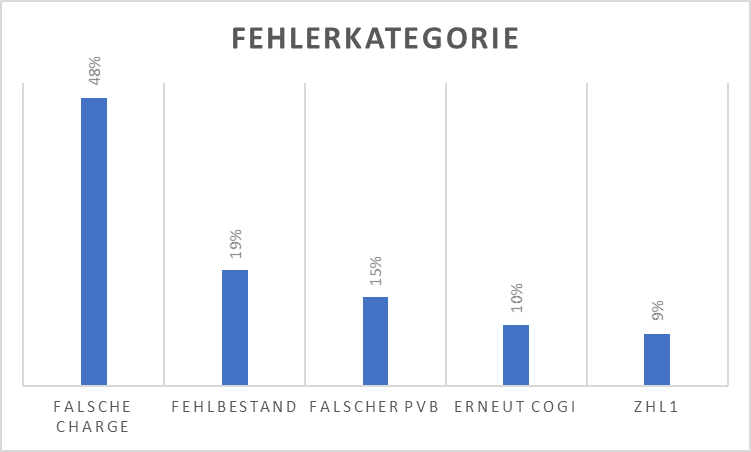 FEHLERKATEGORIE
48%
19%
15%
10%
9%
FALSCHE
CHARGE
FEHLBESTAND
FALSCHER PVB
ERNEUT COGI
ZHL1